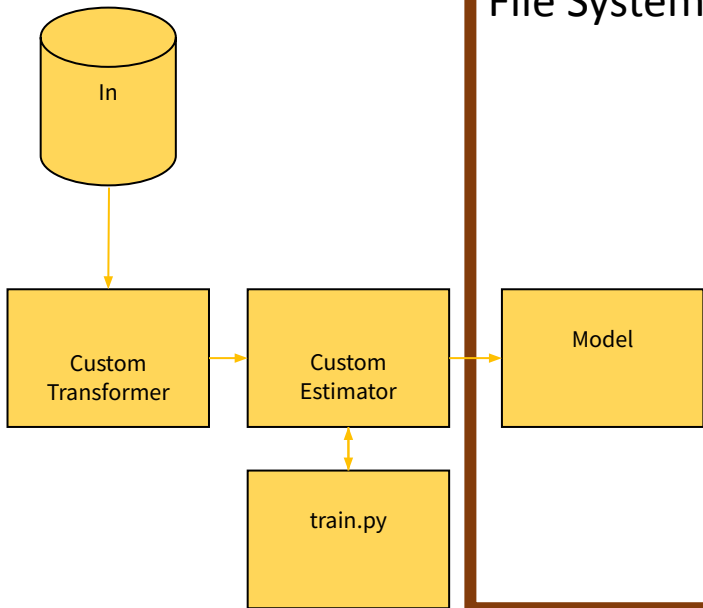 File System
In
Custom
Transformer
Custom
Estimator
Model
train.py